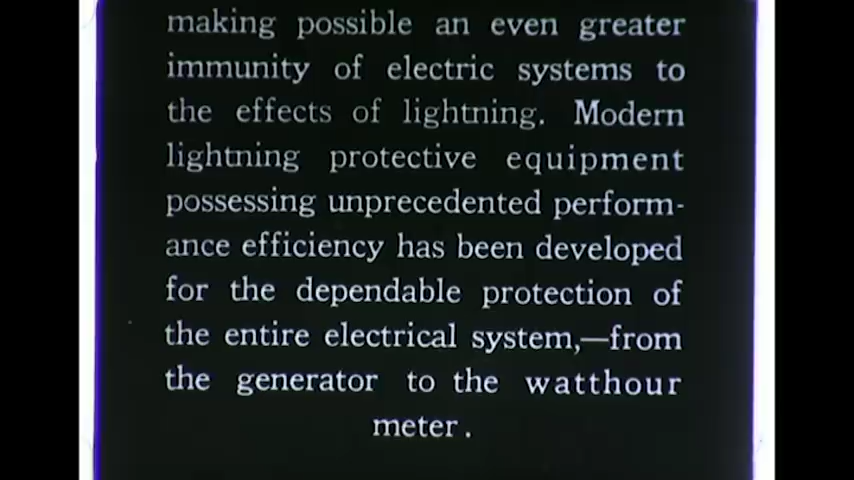 making possible an even greater
immunity of electric systems to
the effects of lightning. Modern
lightning protective equipment
possessing unprecedented perform-
ance efficiency has been developed
for the dependable protection of
the entire electrical system,—from
the generator to the watthour
meter.